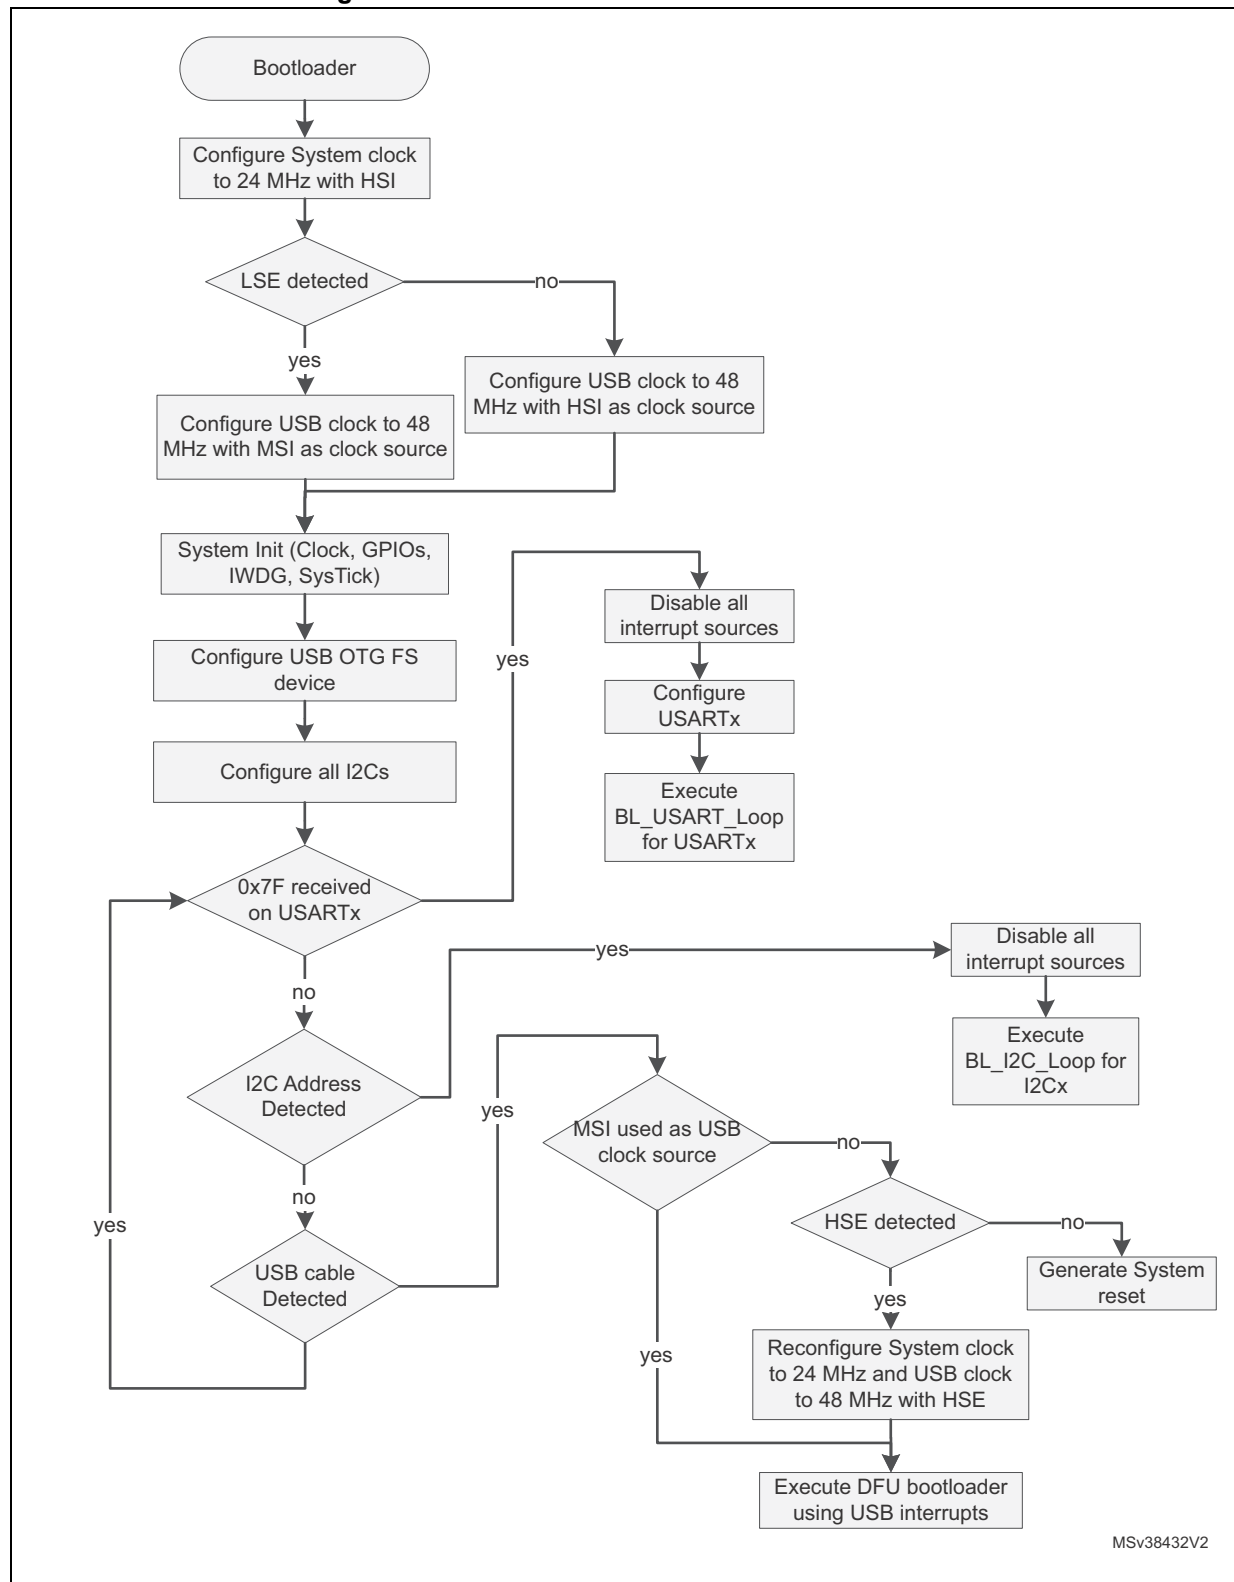 Bootloader
Configure System clock
to 24 MHz with HSI
LSE detected
no
yes
Configure USB clock to 48
MHz with HSI as clock source
Configure USB clock to 48
MHz with MSI as clock source
System Init (Clock, GPIOs,
IWDG, SysTick)
Disable all
interrupt sources
yes
Configure USB OTG FS
device
Configure
USARTx
Configure all I2Cs
Execute
BL_USART_Loop
for USARTx
0x7F received
on USARTx
yes
Disable all
interrupt sources
no
Execute
BL_I2C_Loop for
I2Cx
I2C Address
Detected
yes
MSI used as USB
clock source
no
no
HSE detected
no
yes
USB cable
Detected
Generate System
reset
yes
Reconfigure System clock
to 24 MHz and USB clock
to 48 MHz with HSE
yes
Execute DFU bootloader
using USB interrupts
MSv38432V2